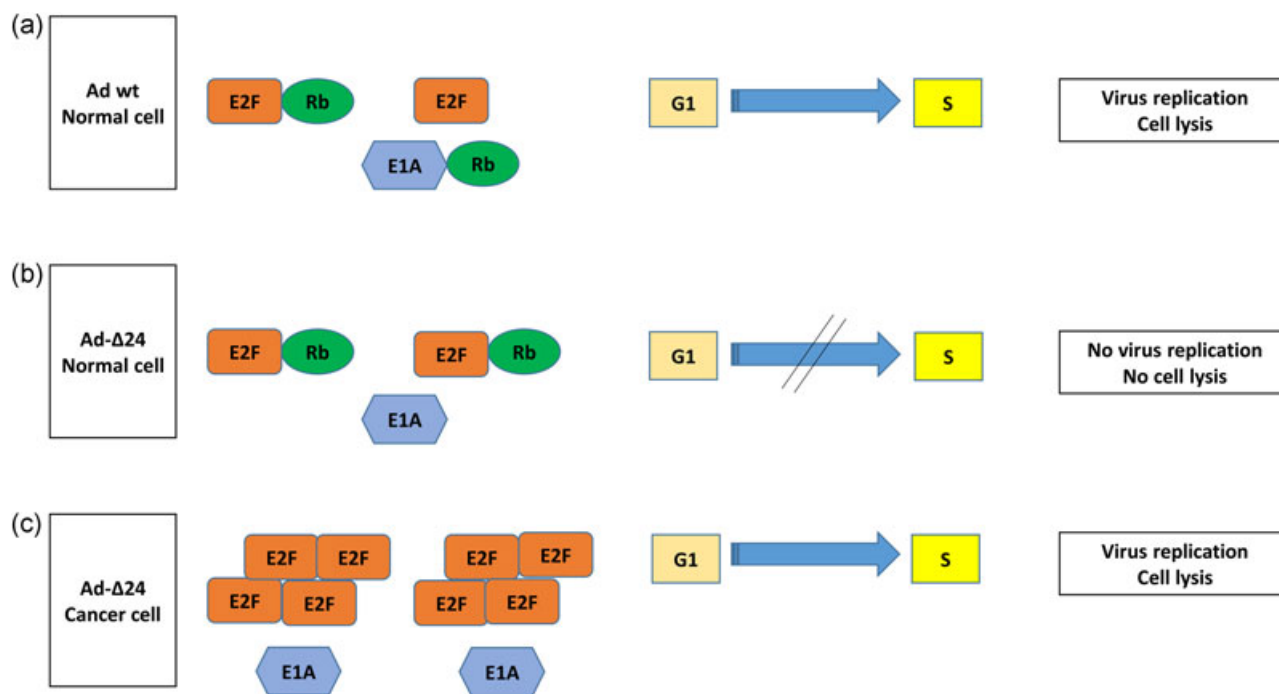 (a)
Ad wt
Normal cell
E2F Rb E2F
E1A Rb
G1 S
Virus replication
Cell lysis
(b)
Ad-Δ24
Normal cell
E2F Rb E2F Rb
E1A
G1 S
No virus replication
No cell lysis
(c)
Ad-Δ24
Cancer cell
E2F E2F E2F E2F
E2F E2F E2F E2F
E1A E1A
G1 S
Virus replication
Cell lysis